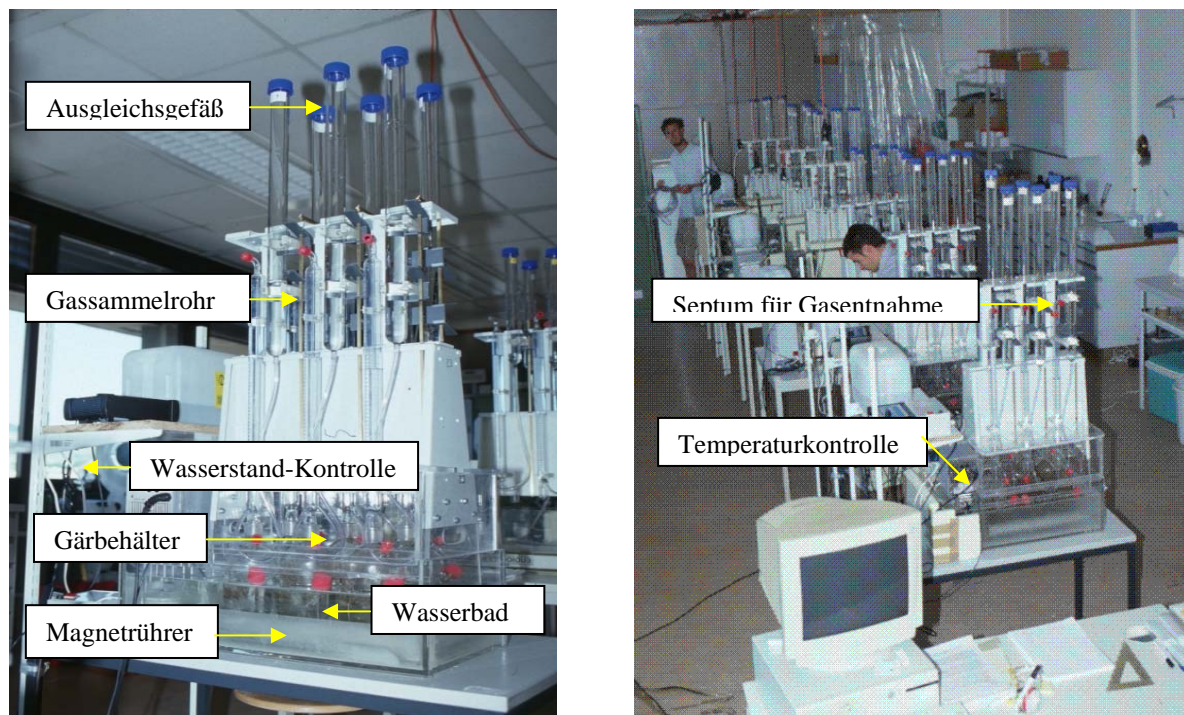 Ausgleichsgefäß
Gassammelrohr
Wasserstand-Kontrolle
Gärbehälter
Wasserbad
Magnetrührer
Septum für Gasentnahme
Temperaturkontrolle